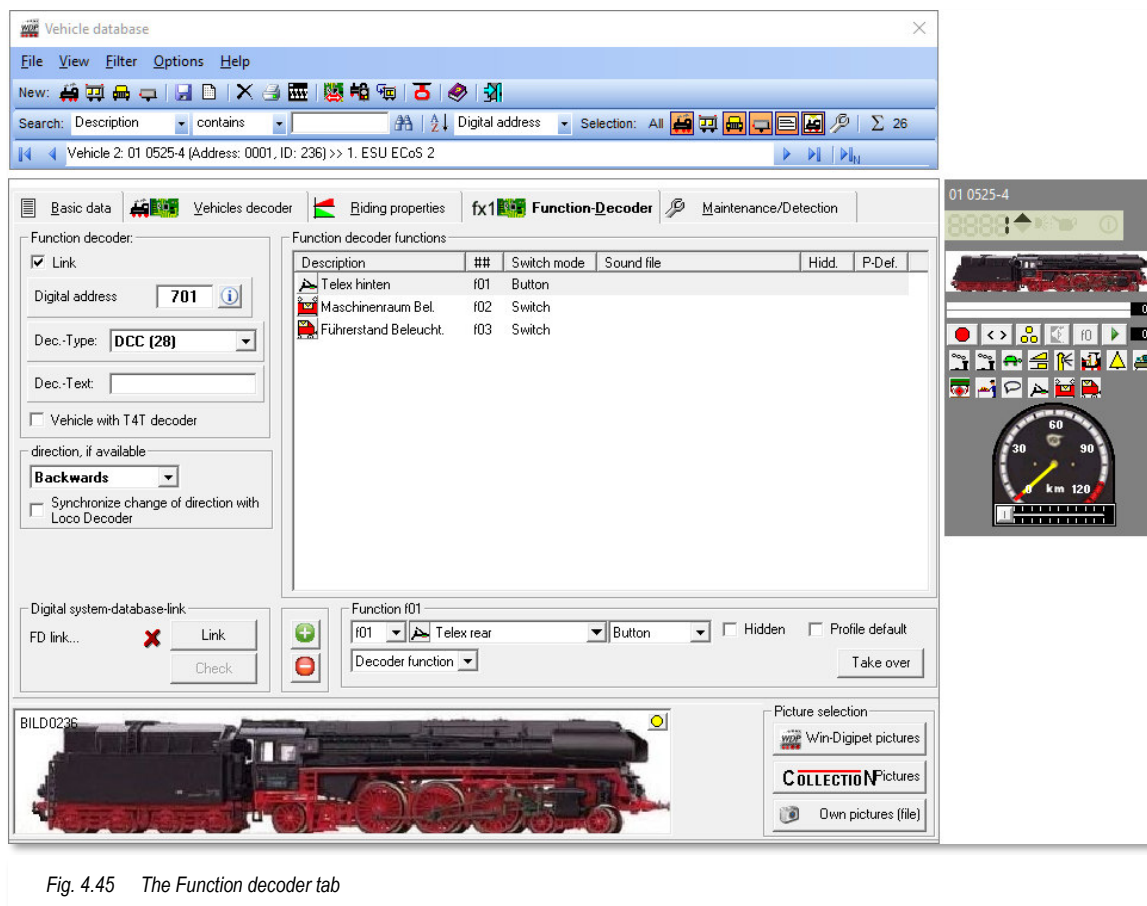 Vehicle database
File View Filter Options Help
New:
Search: Description contains Digital address Selection: All Σ 26
Vehicle 2: 01 0525-4 (Address: 0001, ID: 236) >> 1. ESU ECoS 2
N
Basic data Vehicles decoder Riding properties fx1 Function-Decoder Maintenance/Detection
01 0525-4
Function decoder:
Link
Digital address 701
Dec.-Type: DCC (28)
Dec.-Text:
Vehicle with T4T decoder
direction, if available
Backwards
Synchronize change of direction with
Loco Decoder
Function decoder functions
Description ## Switch mode Sound file Hidd. P-Def.
Telex hinten f01 Button
Maschinenraum Bel. f02 Switch
Führerstand Beleucht. f03 Switch
f0
30 60 90
0 km 120
Digital system-database-link
FD link... Link
Check
Function f01
f01 Telex rear Button Hidden Profile default
Decoder function Take over
BILD0236
Picture selection
WDP Win-Digipet pictures
COLLECTION Pictures
Own pictures (file)
Fig. 4.45 The Function decoder tab